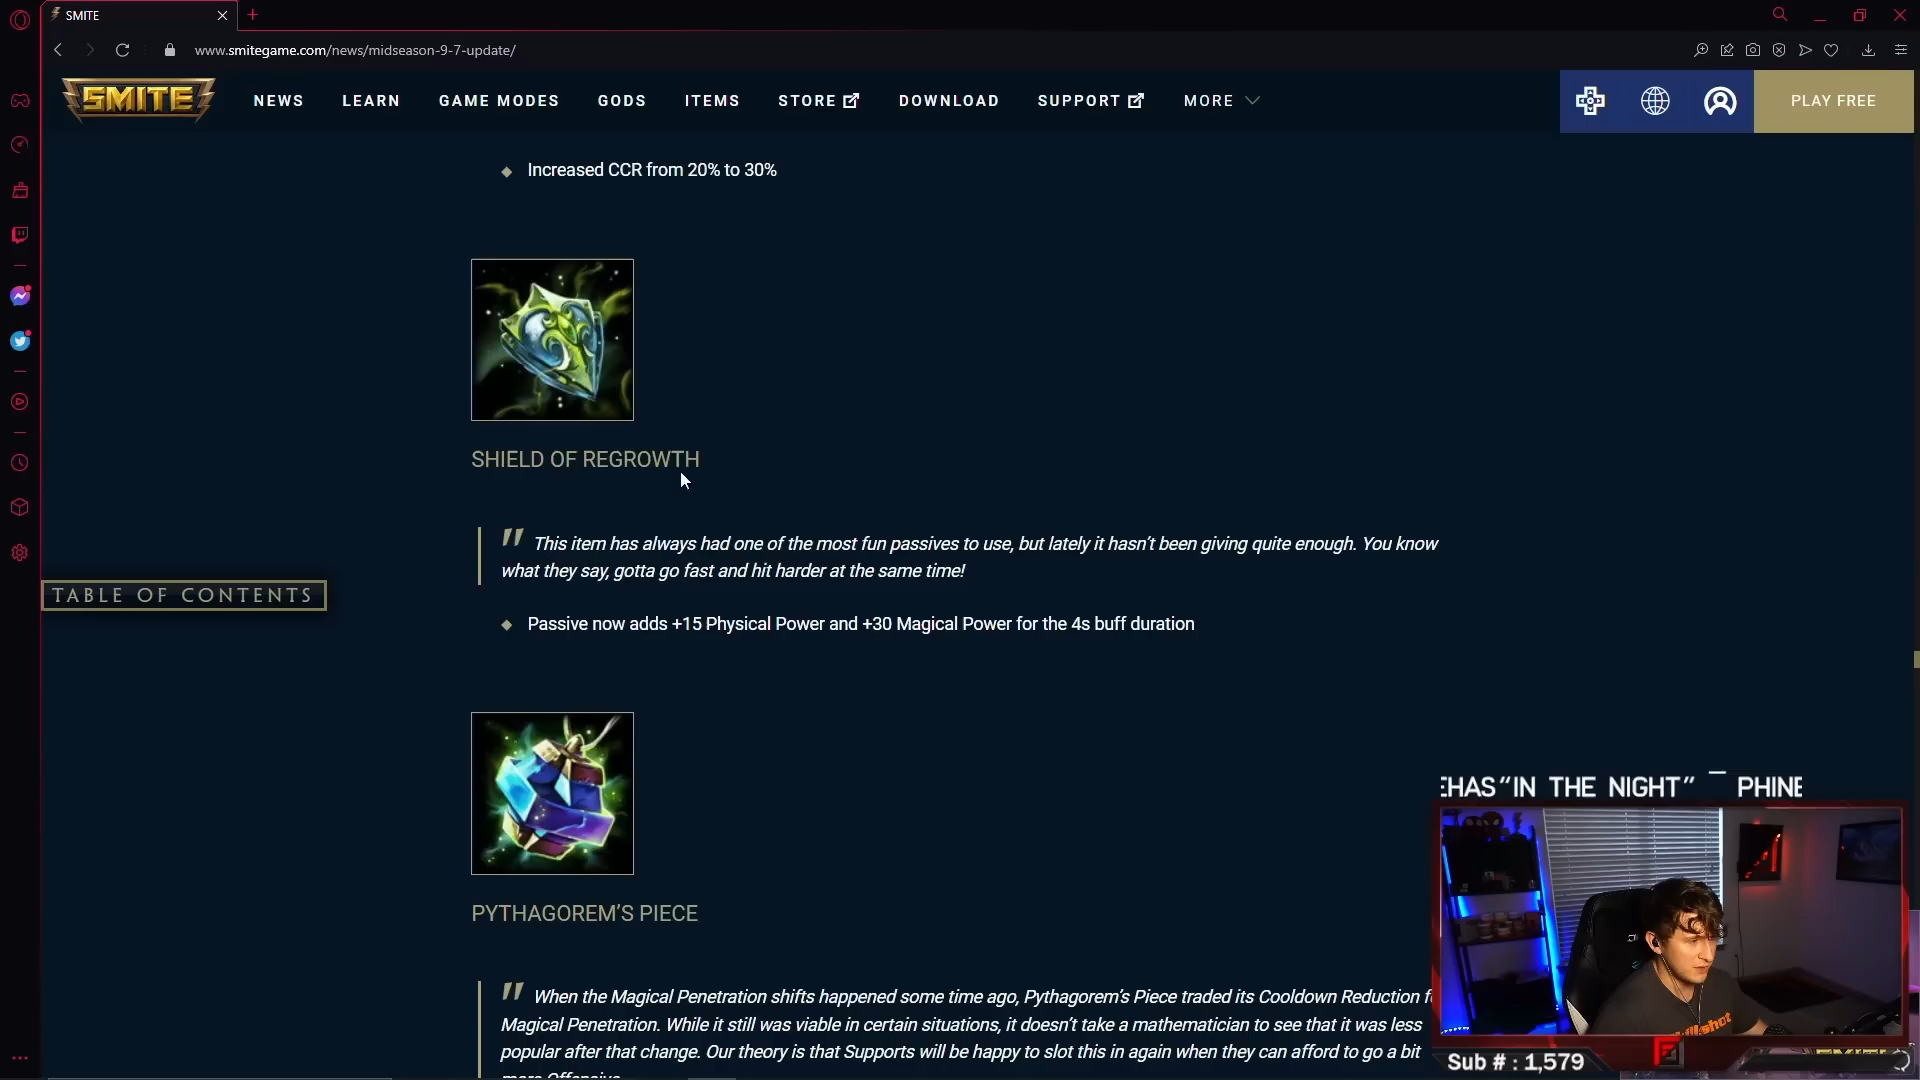 SMITE
www.smitegame.com/news/midseason-9-7-update/
SMITE
NEWS
LEARN
GAME MODES
GODS
ITEMS
STORE
DOWNLOAD
SUPPORT
MORE
PLAY FREE
Increased CCR from 20% to 30%
SHIELD OF REGROWTH
" This item has always had one of the most fun passives to use, but lately it hasn't been giving quite enough. You know
what they say, gotta go fast and hit harder at the same time!
TABLE OF CONTENTS
Passive now adds +15 Physical Power and +30 Magical Power for the 4s buff duration
EHAS "IN THE NIGHT" – PHINE
PYTHAGOREM'S PIECE
" When the Magical Penetration shifts happened some time ago, Pythagorem's Piece traded its Cooldown Reduction f
Magical Penetration. While it still was viable in certain situations, it doesn't take a mathematician to see that it was less
popular after that change. Our theory is that Supports will be happy to slot this in again when they can afford to go a bit
more Offensive.
Sub # : 1,579